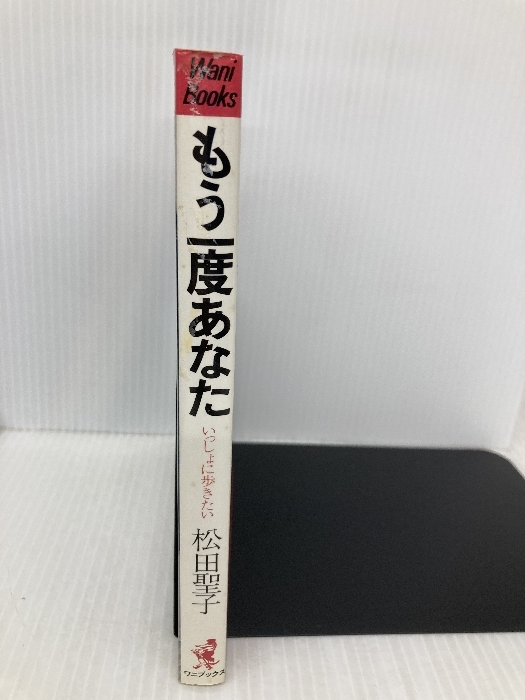 Wani
Books
もう一度あなた
いっしょに歩きたい
松田聖子
ワニブックス